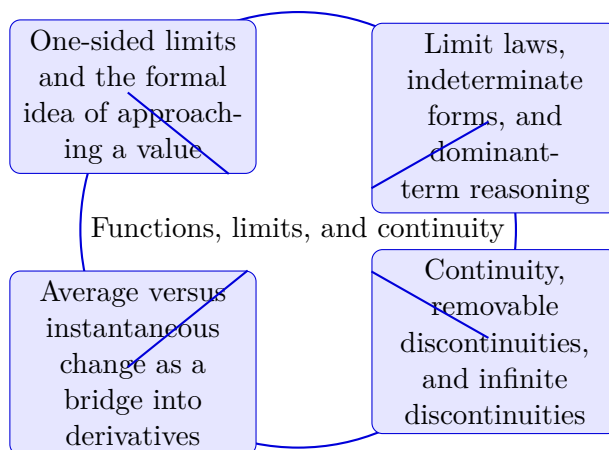 One-sided limits
and the formal
idea of approach-
ing a value
Limit laws,
indeterminate
forms, and
dominant-
term reasoning
Functions, limits, and continuity
Average versus
instantaneous
change as a
bridge into
derivatives
Continuity,
removable
discontinuities,
and infinite
discontinuities